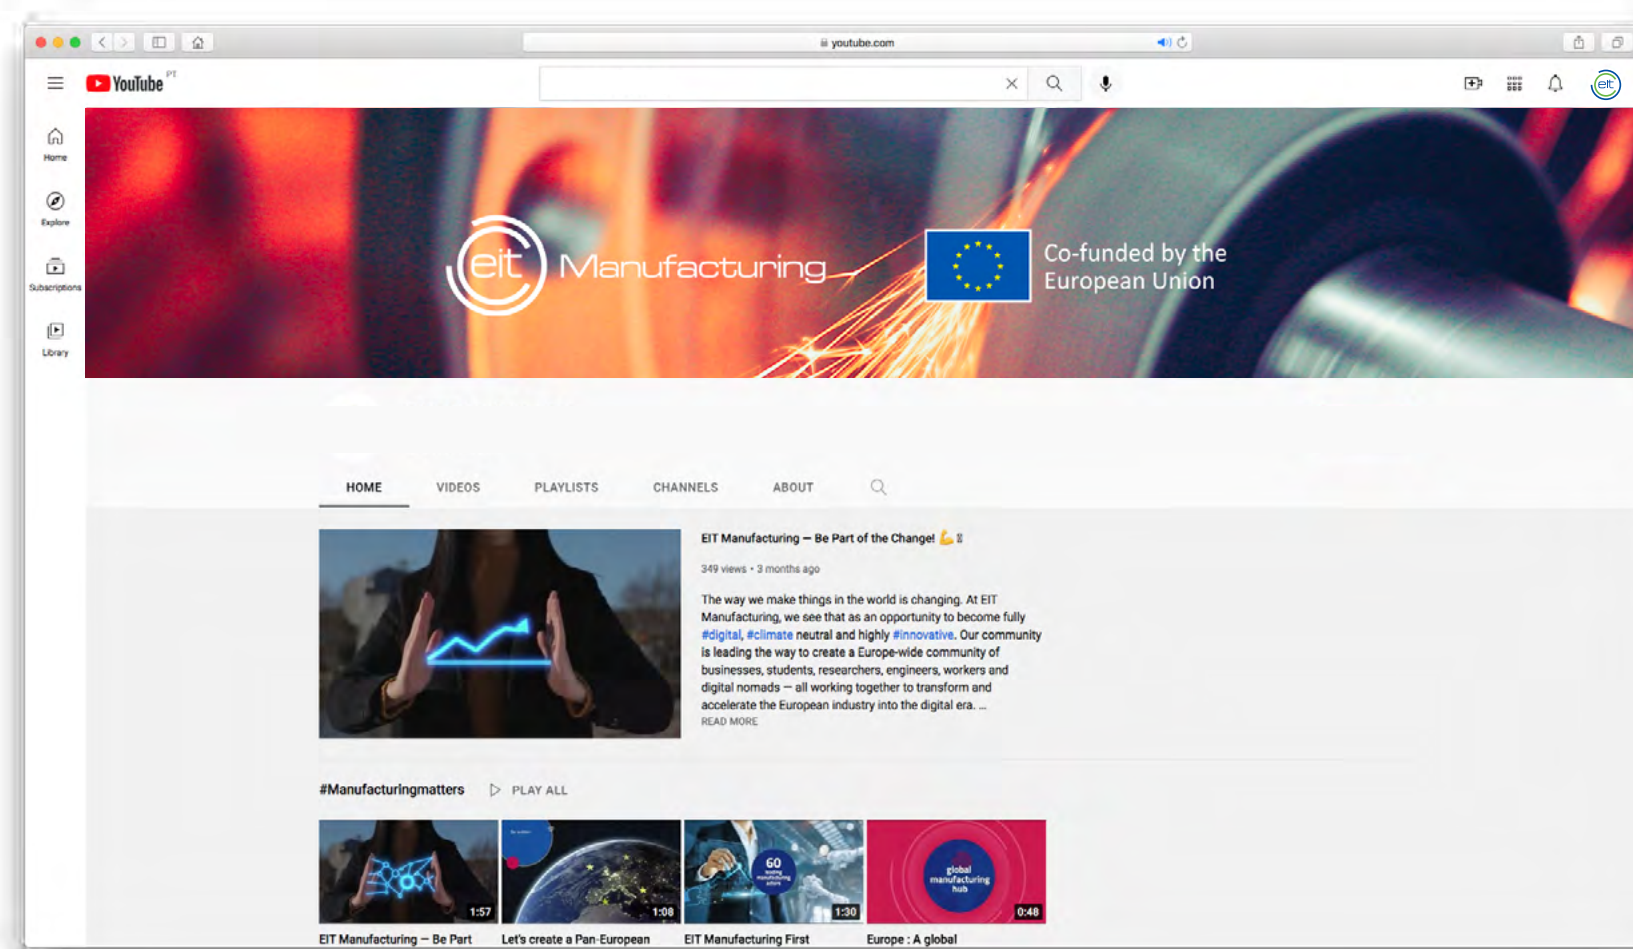 youtube.com
YouTube PT
eit
Home
Explore
Subscriptions
Library
eit Manufacturing
Co-funded by the
European Union
HOME VIDEOS PLAYLISTS CHANNELS ABOUT
EIT Manufacturing — Be Part of the Change! 💪
349 views • 3 months ago
The way we make things in the world is changing. At EIT
Manufacturing, we see that as an opportunity to become fully
#digital, #climate neutral and highly #innovative. Our community
is leading the way to create a Europe-wide community of
businesses, students, researchers, engineers, workers and
digital nomads — all working together to transform and
accelerate the European industry into the digital era. ...
READ MORE
#Manufacturingmatters PLAY ALL
60
leading
manufacturing
actors
global
manufacturing
hub
1:57 1:08 1:30 0:48
EIT Manufacturing — Be Part Let's create a Pan-European EIT Manufacturing First Europe : A global